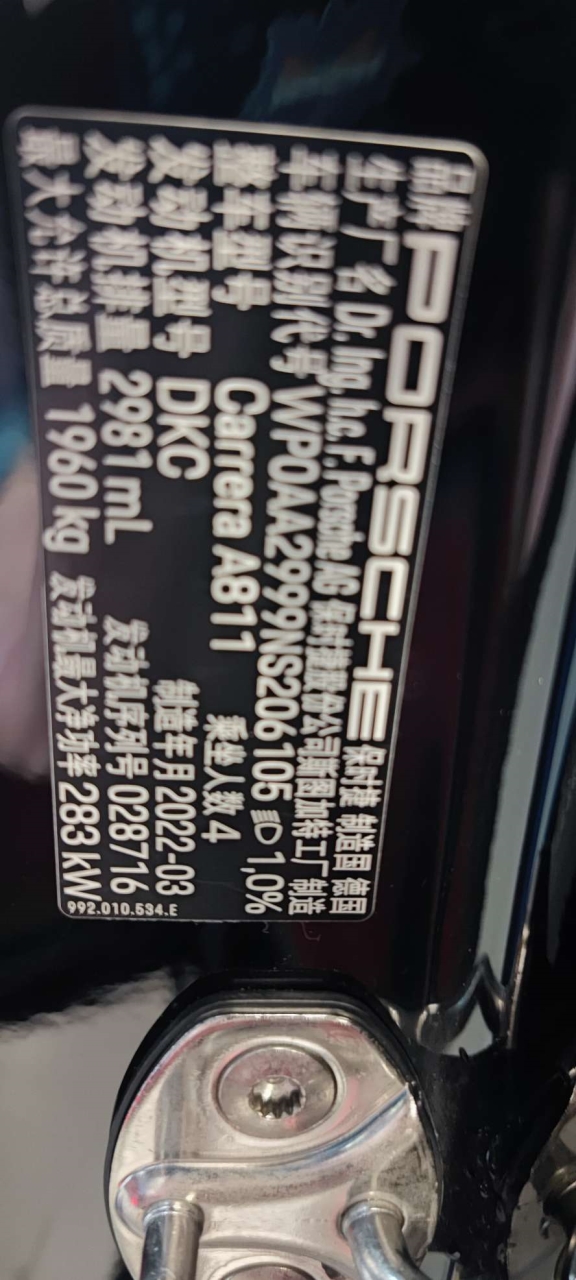 品牌 PORSCHE 保时捷 制造国 德国
生产厂名 Dr. Ing. h.c. F. Porsche AG 保时捷股份公司斯图加特工厂制造
车辆识别代号 WP0AA2999NS206105 1,0%
整车型号 Carrera A811 乘坐人数 4
发动机型号 DKC 制造年月 2022-03
发动机排量 2981 mL 发动机序列号 028716
最大允许总质量 1960 kg 发动机最大净功率 283 kW
992.010.534.E